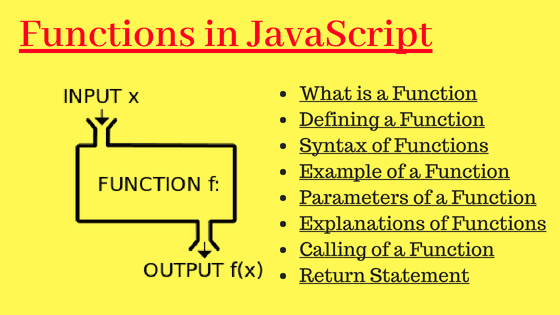 Functions in JavaScript
INPUT x
FUNCTION f:
OUTPUT f(x)
What is a Function
Defining a Function
Syntax of Functions
Example of a Function
Parameters of a Function
Explanations of Functions
Calling of a Function
Return Statement